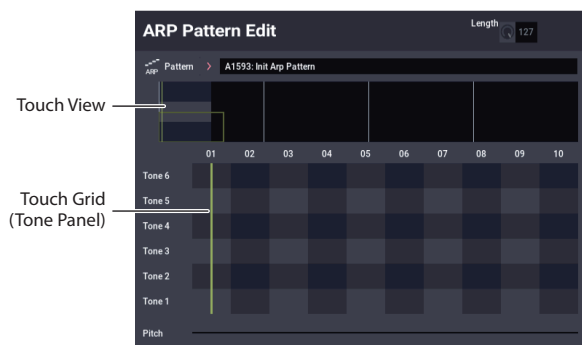 ARP Pattern Edit
Length 127
ARP Pattern > A1593: Init Arp Pattern
Touch View
01 02 03 04 05 06 07 08 09 10
Tone 6
Touch Grid
(Tone Panel)
Tone 5
Tone 4
Tone 3
Tone 2
Tone 1
Pitch